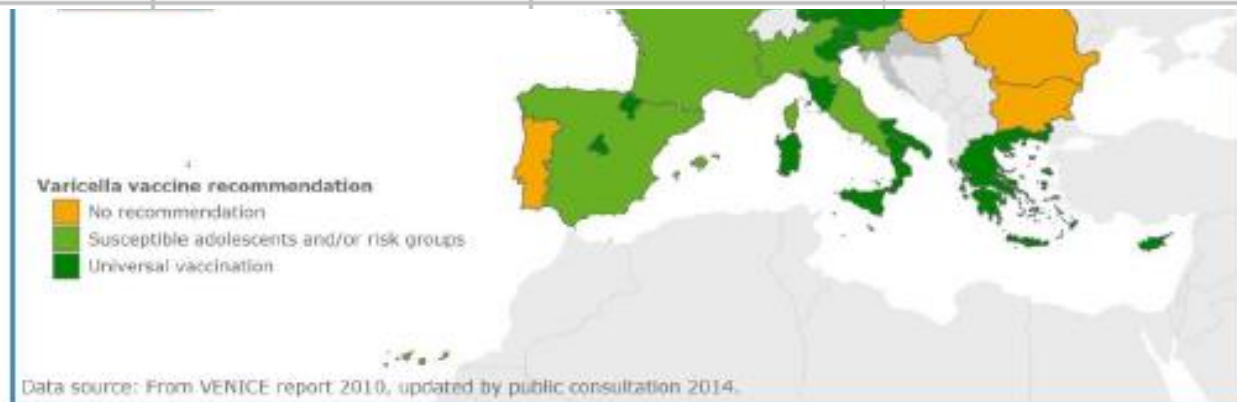 Varicella vaccine recommendation
No recommendation
Susceptible adolescents and/or risk groups
Universal vaccination
Data source: From VENICE report 2010, updated by public consultation 2014.